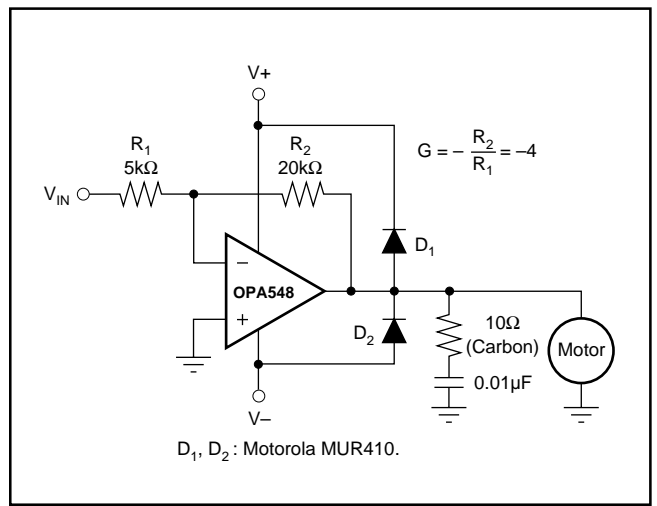 V+
R1
5kΩ
R2
20kΩ
G = – R2/R1 = –4
VIN
–
OPA548
+
D1
D2
10Ω
(Carbon)
Motor
0.01µF
V–
D1, D2 : Motorola MUR410.